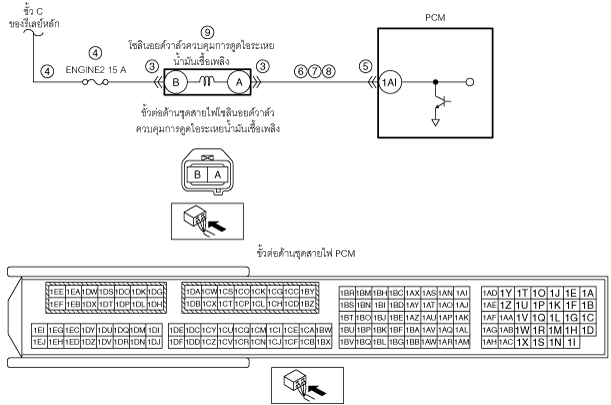 ขั้ว C
ของรีเลย์หลัก
④
④
ENGINE2 15 A
③
⑨
โซลินอยด์วาล์วควบคุมการดูดไอระเหย
น้ำมันเชื้อเพลิง
B
A
③
⑥⑦⑧
⑤
PCM
1AI
ขั้วต่อด้านชุดสายไฟโซลินอยด์วาล์ว
ควบคุมการดูดไอระเหยน้ำมันเชื้อเพลิง
B A
ขั้วต่อด้านชุดสายไฟ PCM
1EE 1EA 1DW 1DS 1DO 1DK 1DG
1EF 1EB 1DX 1DT 1DP 1DL 1DH
1EI 1EG 1EC 1DY 1DU 1DQ 1DM 1DI
1EJ 1EH 1ED 1DZ 1DV 1DR 1DN 1DJ
1DA 1CW 1CS 1CO 1CK 1CG 1CC 1BY
1DB 1CX 1CT 1CP 1CL 1CH 1CD 1BZ
1DE 1DC 1CY 1CU 1CQ 1CM 1CI 1CE 1CA 1BW
1DF 1DD 1CZ 1CV 1CR 1CN 1CJ 1CF 1CB 1BX
1BR 1BM 1BH 1BC 1AX 1AS 1AN 1AI
1BS 1BN 1BI 1BD 1AY 1AT 1AO 1AJ
1BT 1BO 1BJ 1BE 1AZ 1AU 1AP 1AK
1BU 1BP 1BK 1BF 1BA 1AV 1AQ 1AL
1BV 1BQ 1BL 1BG 1BB 1AW 1AR 1AM
1AD 1Y 1T 1O 1J 1E 1A
1AE 1Z 1U 1P 1K 1F 1B
1AF 1AA 1V 1Q 1L 1G 1C
1AG 1AB 1W 1R 1M 1H 1D
1AH 1AC 1X 1S 1N 1I